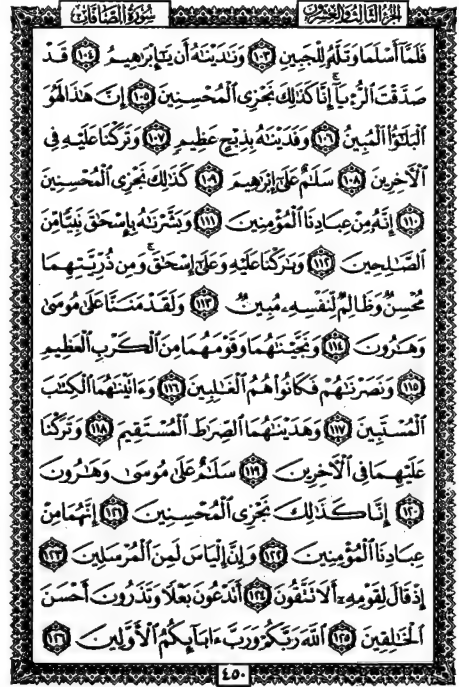 الجزء الثالث والعشرون
سورة الصافات
فَلَمَّآ أَسْلَمَا وَتَلَّهُۥ لِلْجَبِينِ ١٠٣ وَنَٰدَيْنَٰهُ أَن يَٰٓإِبْرَٰهِيمُ ١٠٤ قَدْ
صَدَّقْتَ ٱلرُّءْيَآ ۚ إِنَّا كَذَٰلِكَ نَجْزِى ٱلْمُحْسِنِينَ ١٠٥ إِنَّ هَٰذَا لَهُوَ
ٱلْبَلَٰٓؤُا۟ ٱلْمُبِينُ ١٠٦ وَفَدَيْنَٰهُ بِذِبْحٍ عَظِيمٍ ١٠٧ وَتَرَكْنَا عَلَيْهِ فِى
ٱلْءَاخِرِينَ ١٠٨ سَلَٰمٌ عَلَىٰٓ إِبْرَٰهِيمَ ١٠٩ كَذَٰلِكَ نَجْزِى ٱلْمُحْسِنِينَ
١١٠ إِنَّهُۥ مِنْ عِبَادِنَا ٱلْمُؤْمِنِينَ ١١١ وَبَشَّرْنَٰهُ بِإِسْحَٰقَ نَبِيًّا مِّنَ
ٱلصَّٰلِحِينَ ١١٢ وَبَٰرَكْنَا عَلَيْهِ وَعَلَىٰٓ إِسْحَٰقَ ۚ وَمِن ذُرِّيَّتِهِمَا
مُحْسِنٌ وَظَالِمٌ لِّنَفْسِهِۦ مُبِينٌ ١١٣ وَلَقَدْ مَنَنَّا عَلَىٰ مُوسَىٰ
وَهَٰرُونَ ١١٤ وَنَجَّيْنَٰهُمَا وَقَوْمَهُمَا مِنَ ٱلْكَرْبِ ٱلْعَظِيمِ
١١٥ وَنَصَرْنَٰهُمْ فَكَانُوا۟ هُمُ ٱلْغَٰلِبِينَ ١١٦ وَءَاتَيْنَٰهُمَا ٱلْكِتَٰبَ
ٱلْمُسْتَبِينَ ١١٧ وَهَدَيْنَٰهُمَا ٱلصِّرَٰطَ ٱلْمُسْتَقِيمَ ١١٨ وَتَرَكْنَا
عَلَيْهِمَا فِى ٱلْءَاخِرِينَ ١١٩ سَلَٰمٌ عَلَىٰ مُوسَىٰ وَهَٰرُونَ
١٢٠ إِنَّا كَذَٰلِكَ نَجْزِى ٱلْمُحْسِنِينَ ١٢١ إِنَّهُمَا مِنْ
عِبَادِنَا ٱلْمُؤْمِنِينَ ١٢٢ وَإِنَّ إِلْيَاسَ لَمِنَ ٱلْمُرْسَلِينَ ١٢٣
إِذْ قَالَ لِقَوْمِهِۦٓ أَلَا تَتَّقُونَ ١٢٤ أَتَدْعُونَ بَعْلًا وَتَذَرُونَ أَحْسَنَ
ٱلْخَٰلِقِينَ ١٢٥ ٱللَّهَ رَبَّكُمْ وَرَبَّ ءَابَآئِكُمُ ٱلْأَوَّلِينَ ١٢٦
٤٥٠